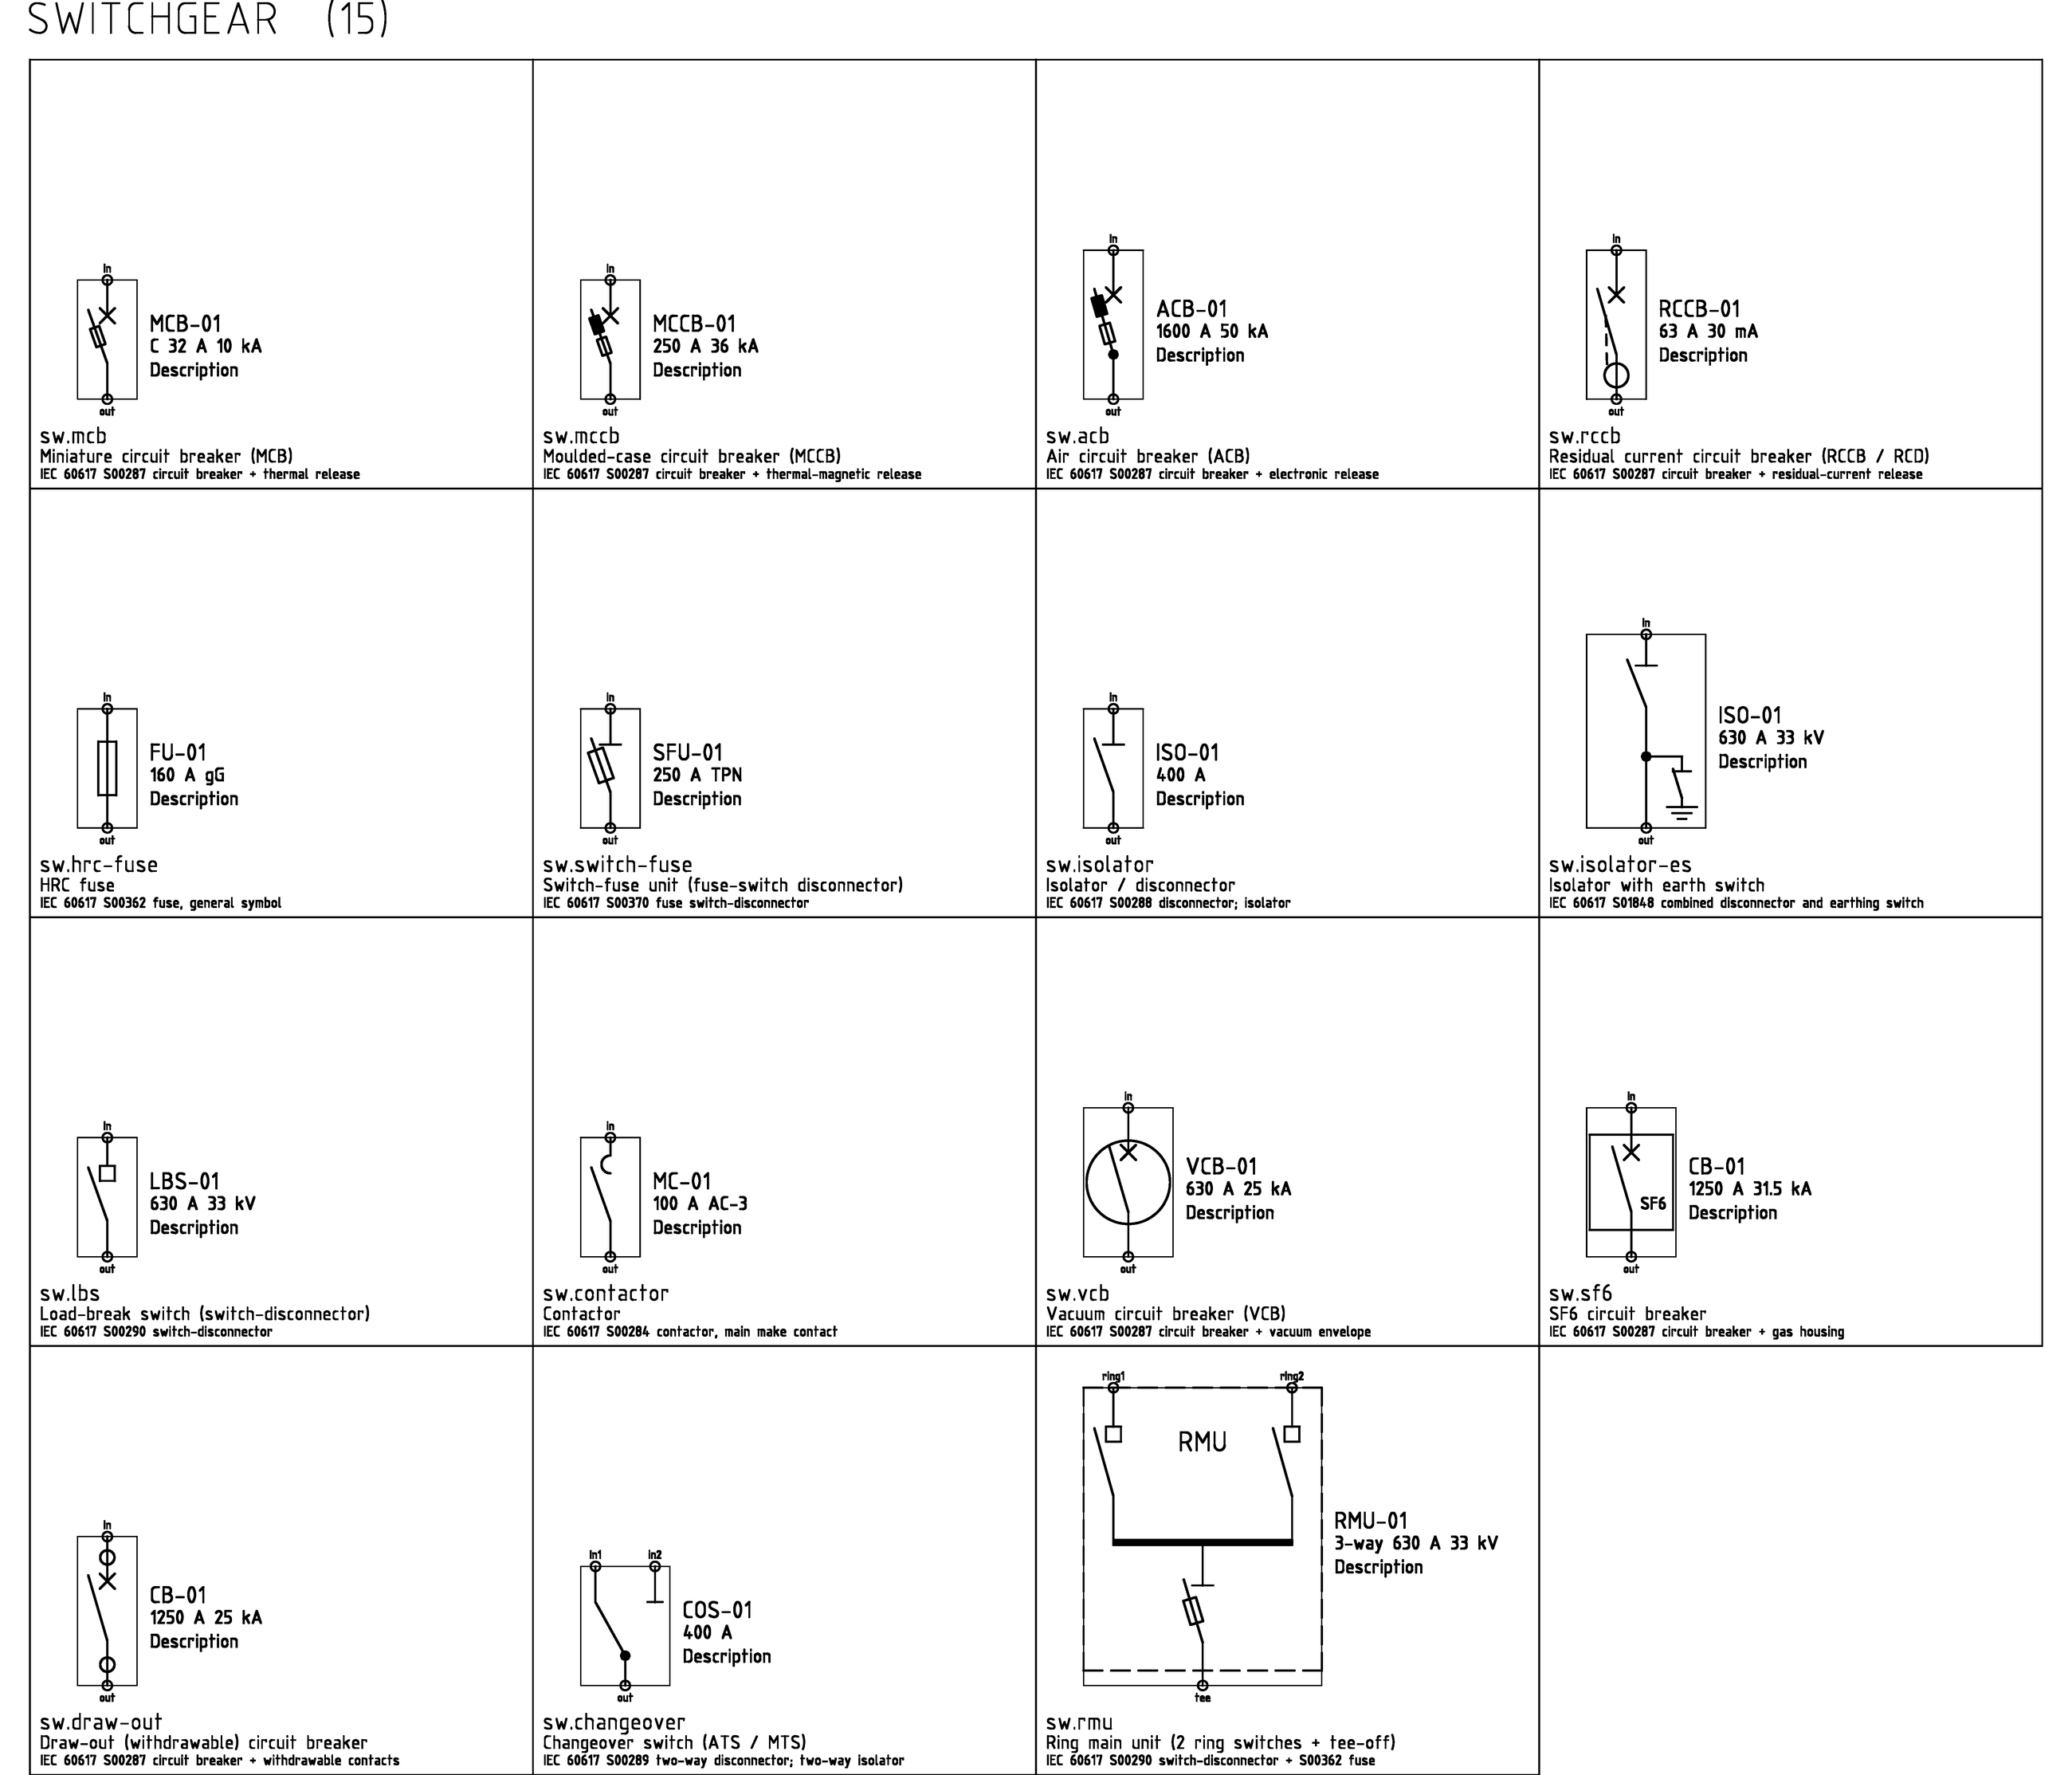 SWITCHGEAR (15)
in
MCB-01
C 32 A 10 kA
Description
out
sw.mcb
Miniature circuit breaker (MCB)
IEC 60617 S00287 circuit breaker + thermal release
in
MCCB-01
250 A 36 kA
Description
out
sw.mccb
Moulded-case circuit breaker (MCCB)
IEC 60617 S00287 circuit breaker + thermal-magnetic release
in
ACB-01
1600 A 50 kA
Description
out
sw.acb
Air circuit breaker (ACB)
IEC 60617 S00287 circuit breaker + electronic release
in
RCCB-01
63 A 30 mA
Description
out
sw.rccb
Residual current circuit breaker (RCCB / RCD)
IEC 60617 S00287 circuit breaker + residual-current release
in
FU-01
160 A gG
Description
out
sw.hrc-fuse
HRC fuse
IEC 60617 S00362 fuse, general symbol
in
SFU-01
250 A TPN
Description
out
sw.switch-fuse
Switch-fuse unit (fuse-switch disconnector)
IEC 60617 S00370 fuse switch-disconnector
in
ISO-01
400 A
Description
out
sw.isolator
Isolator / disconnector
IEC 60617 S00288 disconnector; isolator
in
ISO-01
630 A 33 kV
Description
out
sw.isolator-es
Isolator with earth switch
IEC 60617 S01848 combined disconnector and earthing switch
in
LBS-01
630 A 33 kV
Description
out
sw.lbs
Load-break switch (switch-disconnector)
IEC 60617 S00290 switch-disconnector
in
MC-01
100 A AC-3
Description
out
sw.contactor
Contactor
IEC 60617 S00284 contactor, main make contact
in
VCB-01
630 A 25 kA
Description
out
sw.vcb
Vacuum circuit breaker (VCB)
IEC 60617 S00287 circuit breaker + vacuum envelope
in
SF6
CB-01
1250 A 31.5 kA
Description
out
sw.sf6
SF6 circuit breaker
IEC 60617 S00287 circuit breaker + gas housing
in
CB-01
1250 A 25 kA
Description
out
sw.draw-out
Draw-out (withdrawable) circuit breaker
IEC 60617 S00287 circuit breaker + withdrawable contacts
in1 in2
COS-01
400 A
Description
out
sw.changeover
Changeover switch (ATS / MTS)
IEC 60617 S00289 two-way disconnector; two-way isolator
ring1 ring2
RMU
RMU-01
3-way 630 A 33 kV
Description
tee
sw.rmu
Ring main unit (2 ring switches + tee-off)
IEC 60617 S00290 switch-disconnector + S00362 fuse